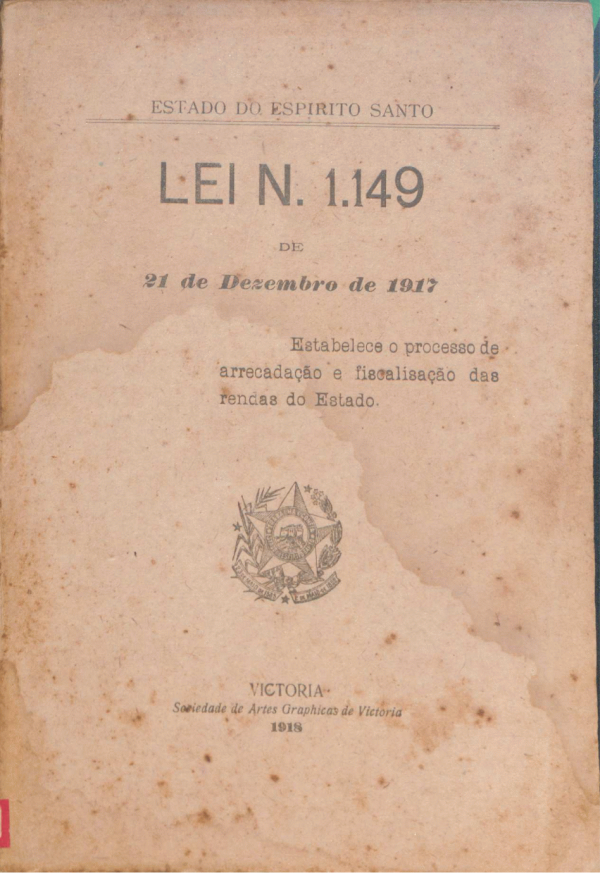 ESTADO DO ESPIRITO SANTO
LEI N. 1.149
DE
21 de Dezembro de 1917
Estabelece o processo de
arrecadação e fiscalisação das
rendas do Estado.
VICTORIA
Sociedade de Artes Graphicas de Victoria
1918